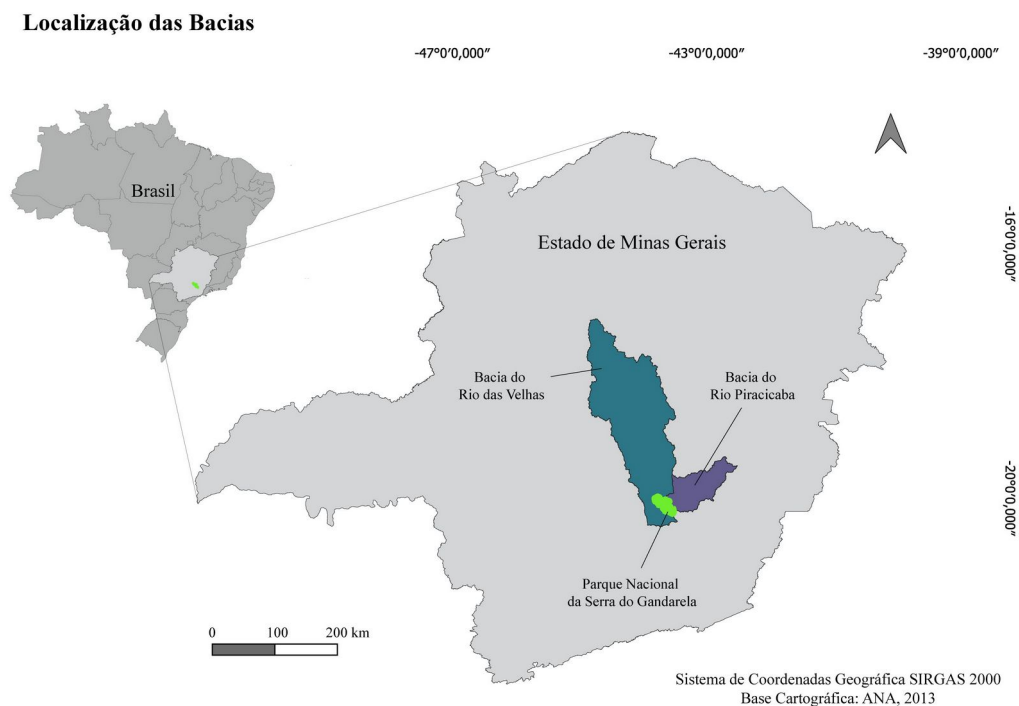 Localização das Bacias
-47°0′0,000″
-43°0′0,000″
-39°0′0,000″
Brasil
-16°0′0,000″
Estado de Minas Gerais
Bacia do
Rio das Velhas
Bacia do
Rio Piracicaba
-20°0′0,000″
Parque Nacional
da Serra do Gandarela
0 100 200 km
Sistema de Coordenadas Geográfica SIRGAS 2000
Base Cartográfica: ANA, 2013